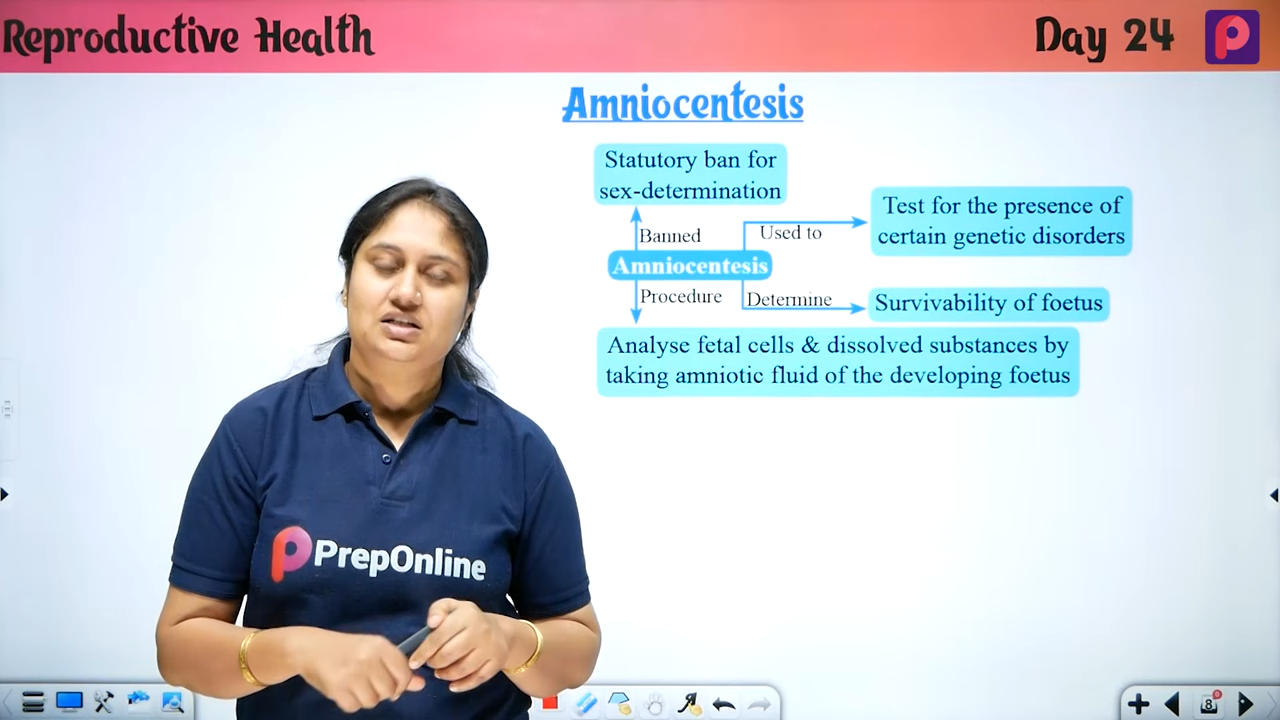 Reproductive Health
Day 24
Amniocentesis
Statutory ban for
sex-determination
Banned
Used to
Test for the presence of
certain genetic disorders
Amniocentesis
Procedure
Determine
Survivability of foetus
Analyse fetal cells & dissolved substances by
taking amniotic fluid of the developing foetus
PrepOnline
8